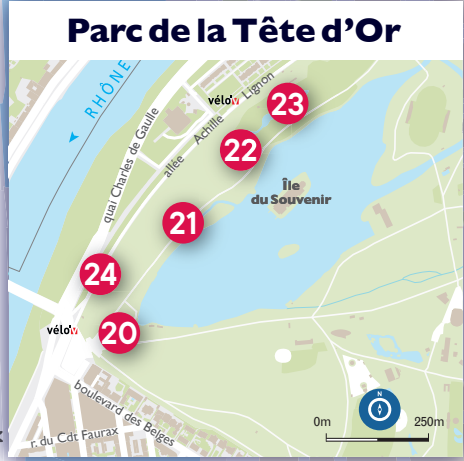 Parc de la Tête d'Or
RHÔNE
quai Charles de Gaulle
allée Achille Lignon
vélo'v
23
22
Île
du Souvenir
21
24
vélo'v
20
boulevard des Belges
r. du Cdt Faurax
N
0m 250m